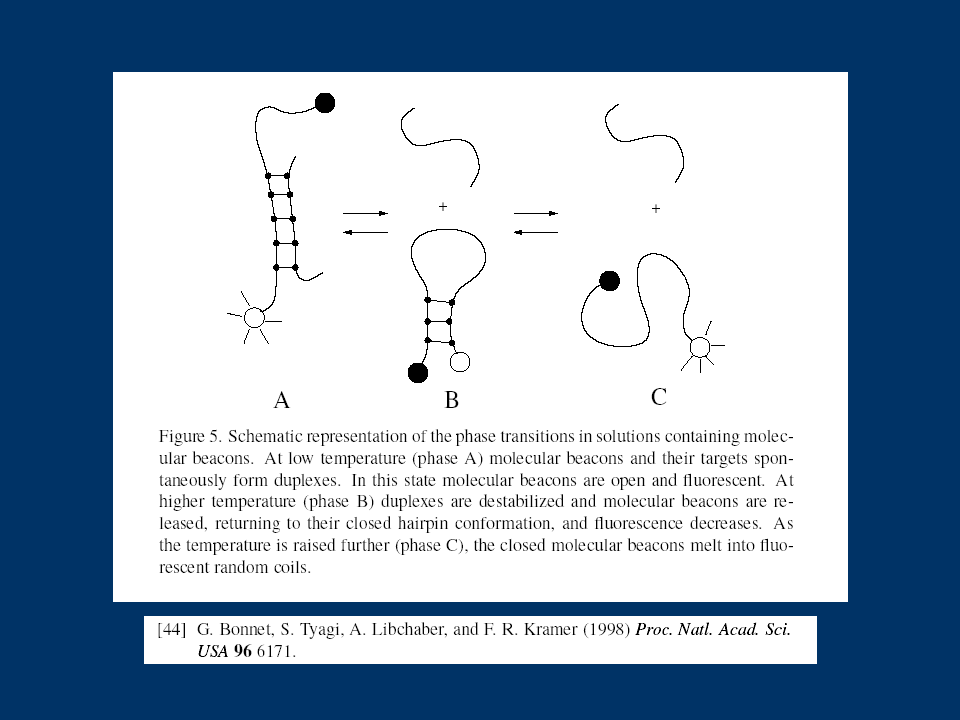 +
+
A
B
C
Figure 5. Schematic representation of the phase transitions in solutions containing molec-
ular beacons. At low temperature (phase A) molecular beacons and their targets spon-
taneously form duplexes. In this state molecular beacons are open and fluorescent. At
higher temperature (phase B) duplexes are destabilized and molecular beacons are re-
leased, returning to their closed hairpin conformation, and fluorescence decreases. As
the temperature is raised further (phase C), the closed molecular beacons melt into fluo-
rescent random coils.
[44] G. Bonnet, S. Tyagi, A. Libchaber, and F. R. Kramer (1998) Proc. Natl. Acad. Sci.
USA 96 6171.